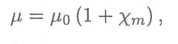 μ = μ₀ (1 + χₘ) ,